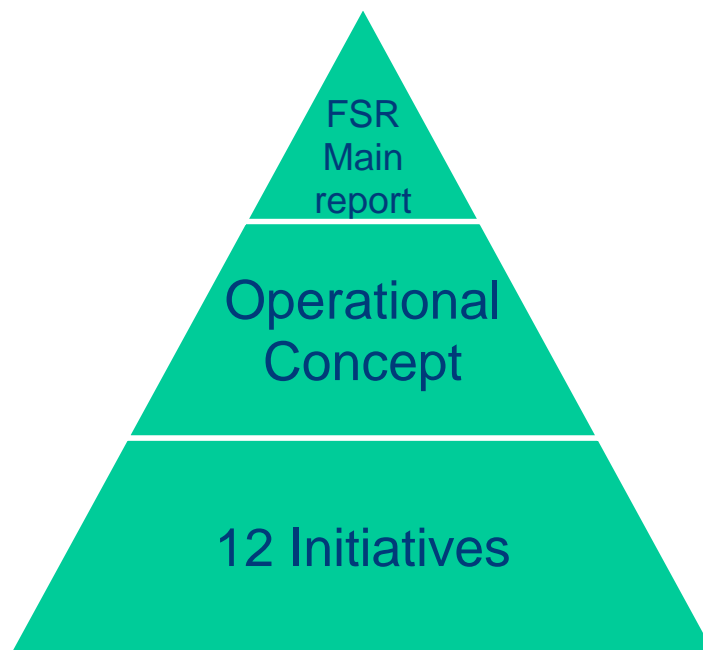 FSR
Main
report
Operational
Concept
12 Initiatives